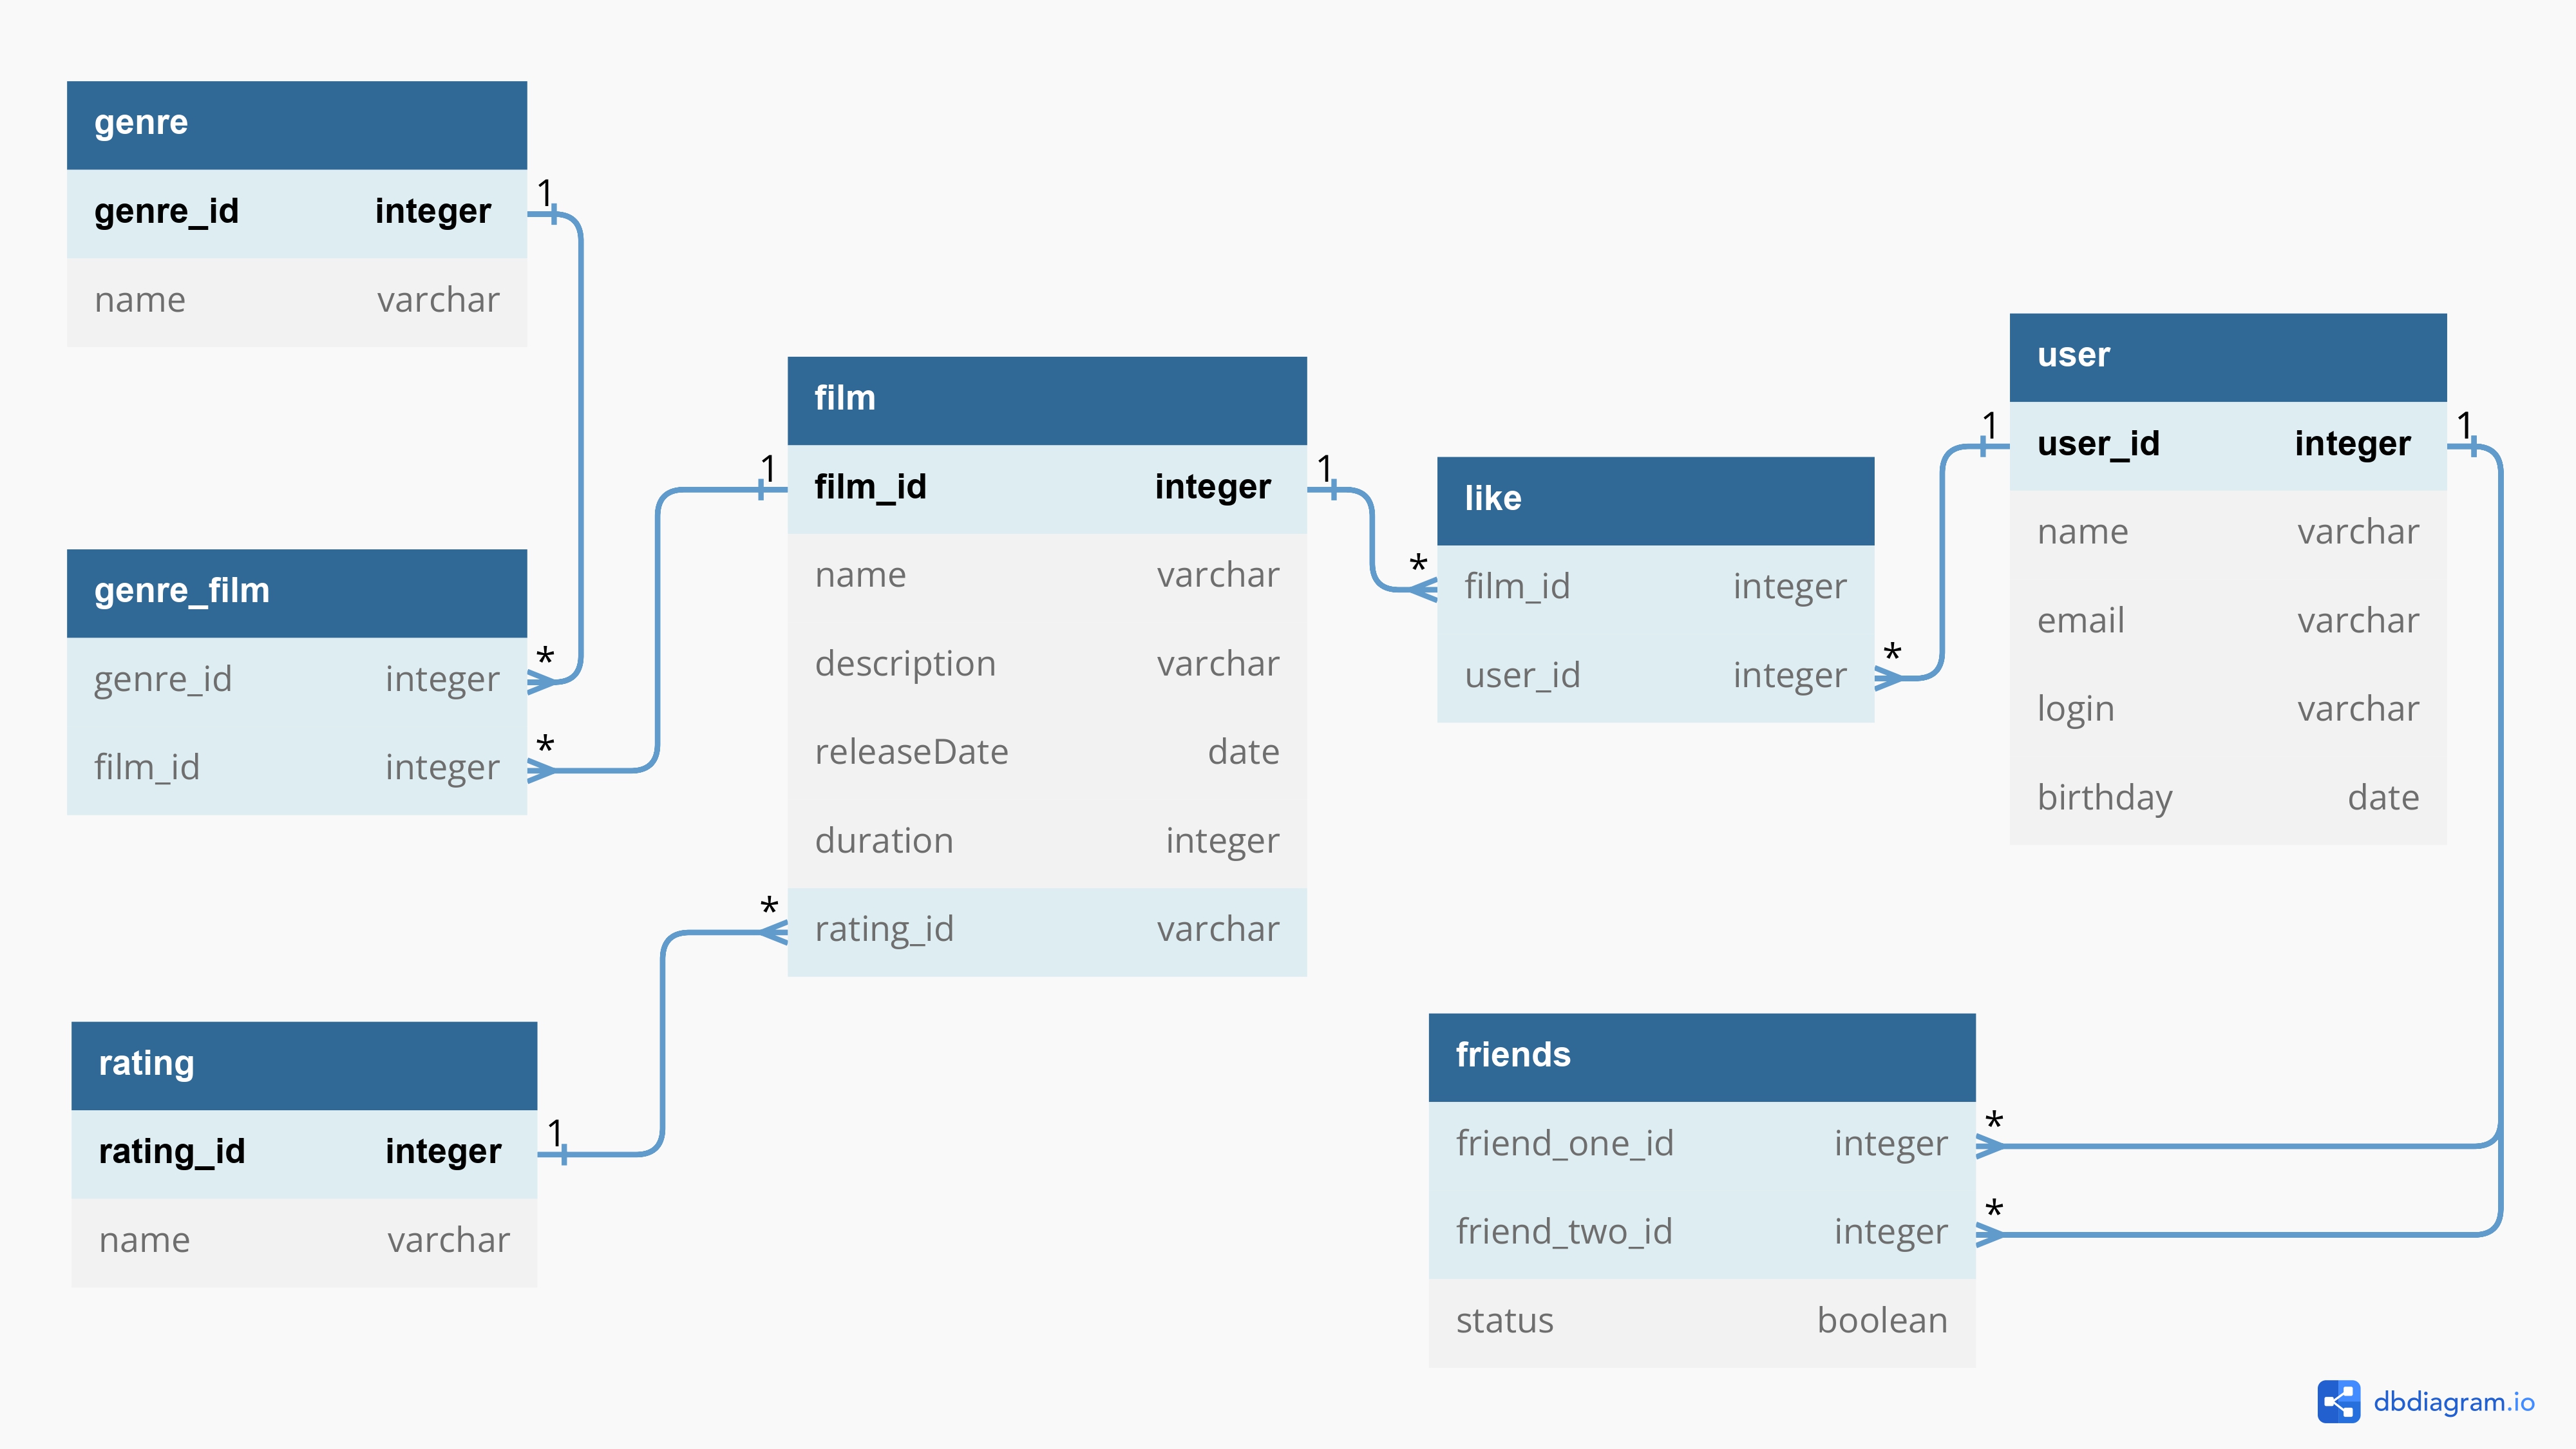 genre
1
genre_id integer
name varchar
genre_film
*
genre_id integer
*
film_id integer
rating
1
rating_id integer
name varchar
film
1 1
film_id integer
name varchar
description varchar
releaseDate date
duration integer
*
rating_id varchar
like
*
film_id integer
*
user_id integer
user
1 1
user_id integer
name varchar
email varchar
login varchar
birthday date
friends
*
friend_one_id integer
*
friend_two_id integer
status boolean
dbdiagram.io